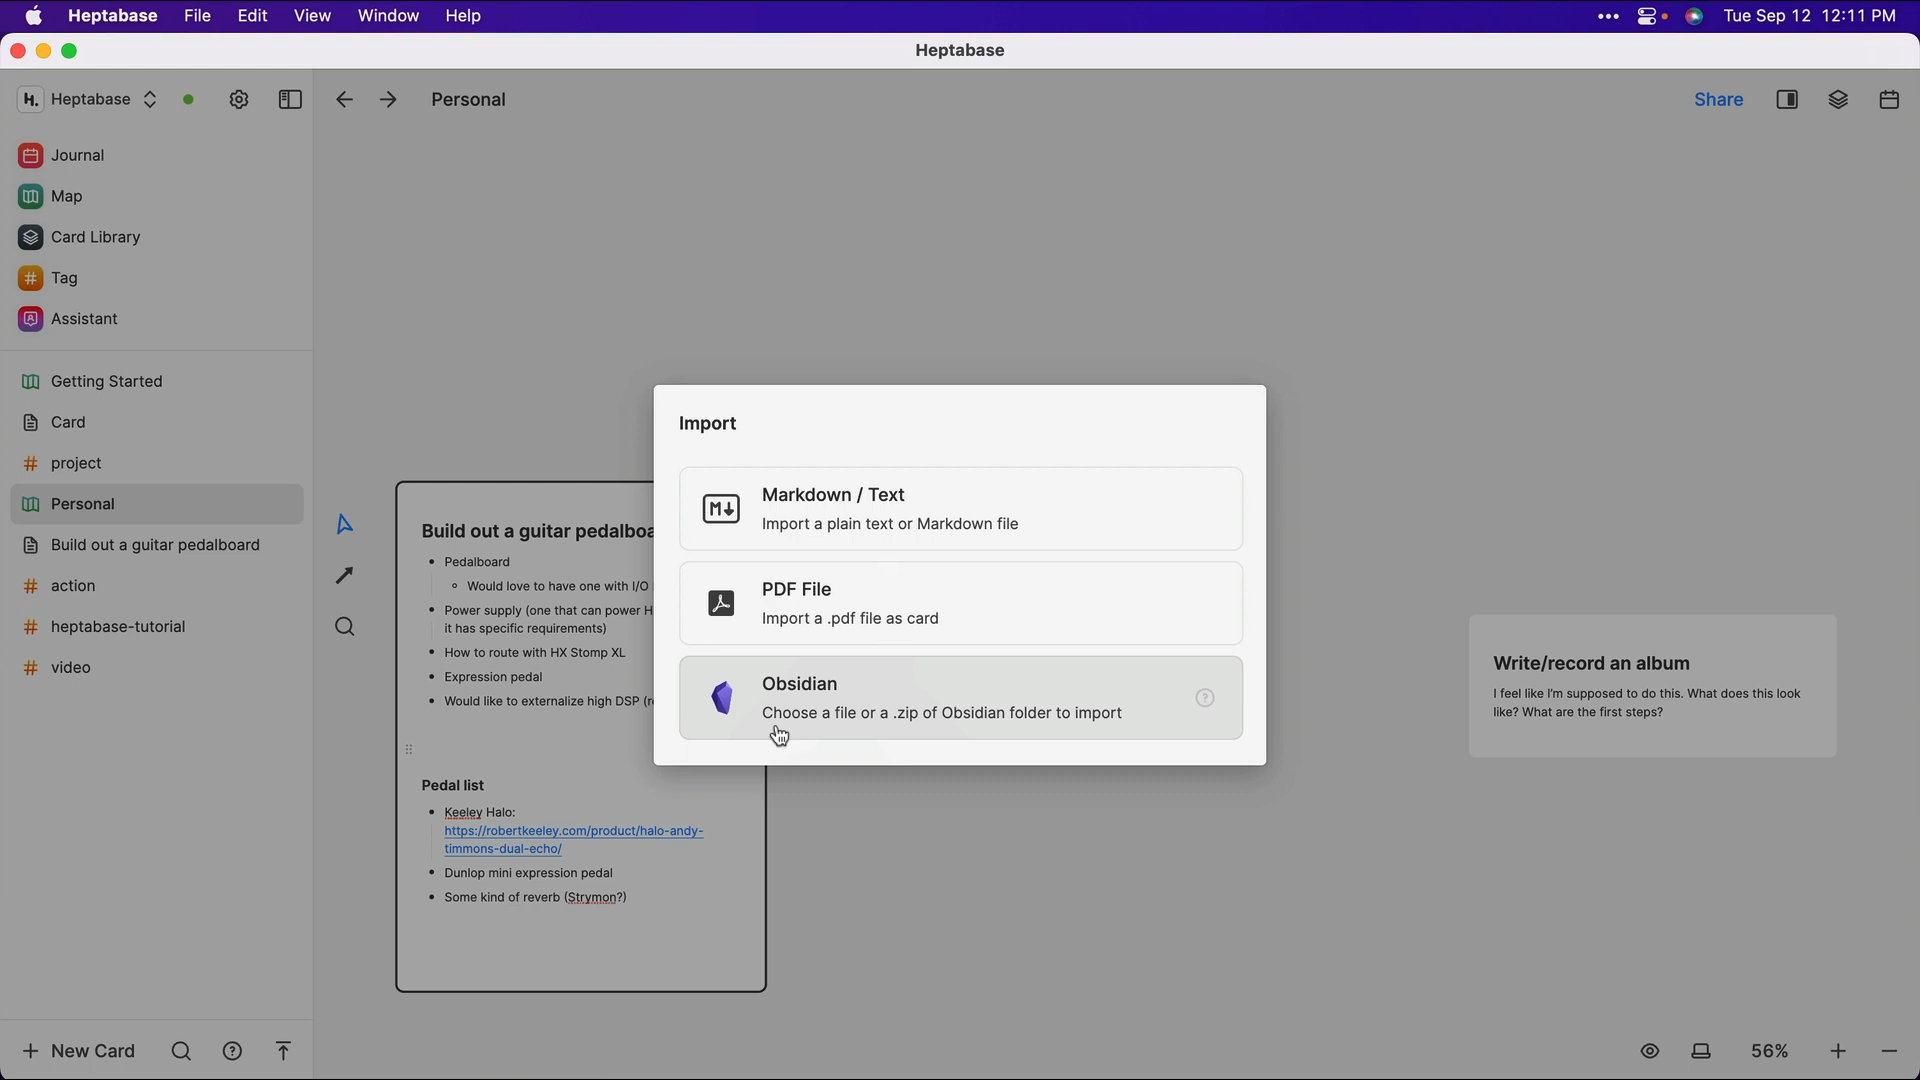 Heptabase File Edit View Window Help Tue Sep 12 12:11 PM
Heptabase
H. Heptabase
Personal
Share
Journal
Map
Card Library
# Tag
Assistant
Getting Started
Card
# project
Personal
Build out a guitar pedalboard
# action
# heptabase-tutorial
# video
+ New Card
Build out a guitar pedalboa
• Pedalboard
Would love to have one with I/O
• Power supply (one that can power H
it has specific requirements)
• How to route with HX Stomp XL
• Expression pedal
• Would like to externalize high DSP (r
Pedal list
• Keeley Halo:
https://robertkeeley.com/product/halo-andy-
timmons-dual-echo/
• Dunlop mini expression pedal
• Some kind of reverb (Strymon?)
Import
M Markdown / Text
Import a plain text or Markdown file
PDF File
Import a .pdf file as card
Obsidian
Choose a file or a .zip of Obsidian folder to import
?
Write/record an album
I feel like I'm supposed to do this. What does this look
like? What are the first steps?
56%